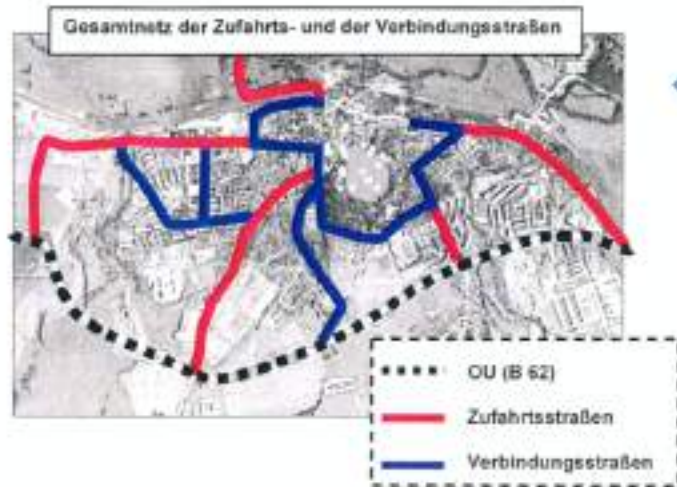 Gesamtnetz der Zufahrts- und der Verbindungsstraßen
OU (B 62)
Zufahrtsstraßen
Verbindungsstraßen